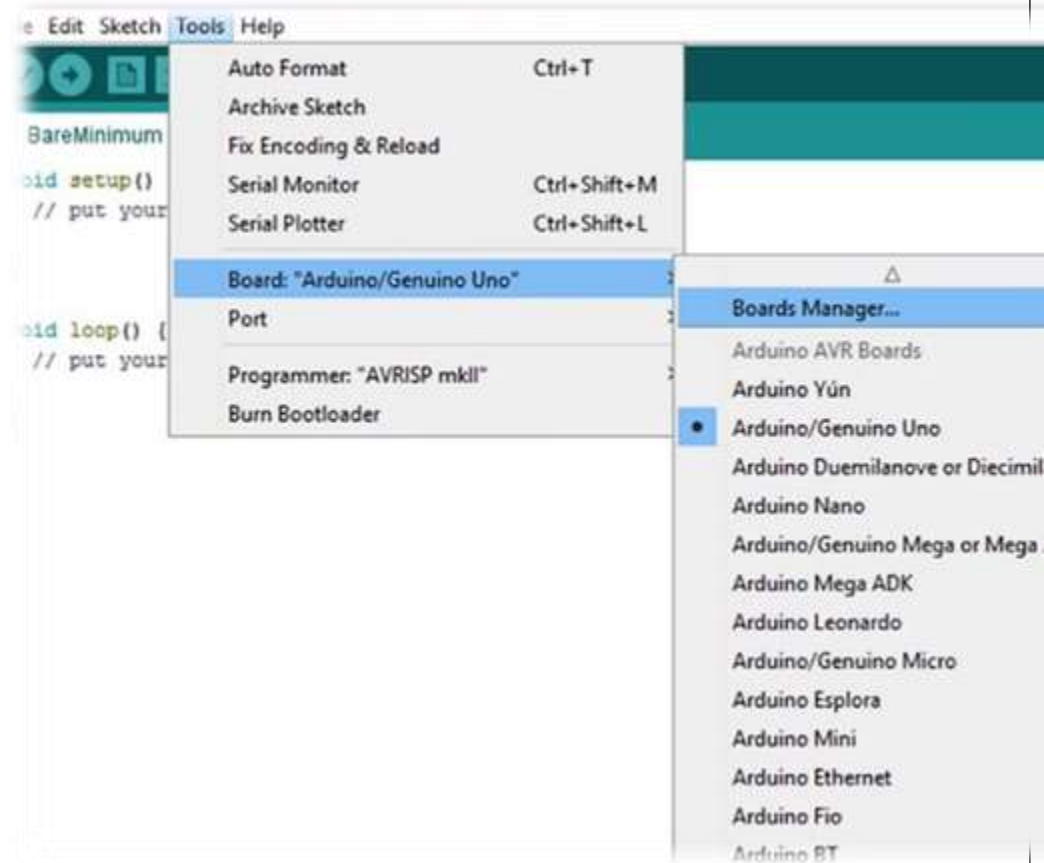 e Edit Sketch Tools Help
BareMinimum
oid setup()
// put your
oid loop() {
// put your
Auto Format Ctrl+T
Archive Sketch
Fix Encoding & Reload
Serial Monitor Ctrl+Shift+M
Serial Plotter Ctrl+Shift+L
Board: "Arduino/Genuino Uno"
Port
Programmer: "AVRISP mkII"
Burn Bootloader
Boards Manager...
Arduino AVR Boards
Arduino Yún
Arduino/Genuino Uno
Arduino Duemilanove or Diecimil
Arduino Nano
Arduino/Genuino Mega or Mega
Arduino Mega ADK
Arduino Leonardo
Arduino/Genuino Micro
Arduino Esplora
Arduino Mini
Arduino Ethernet
Arduino Fio
Arduino BT